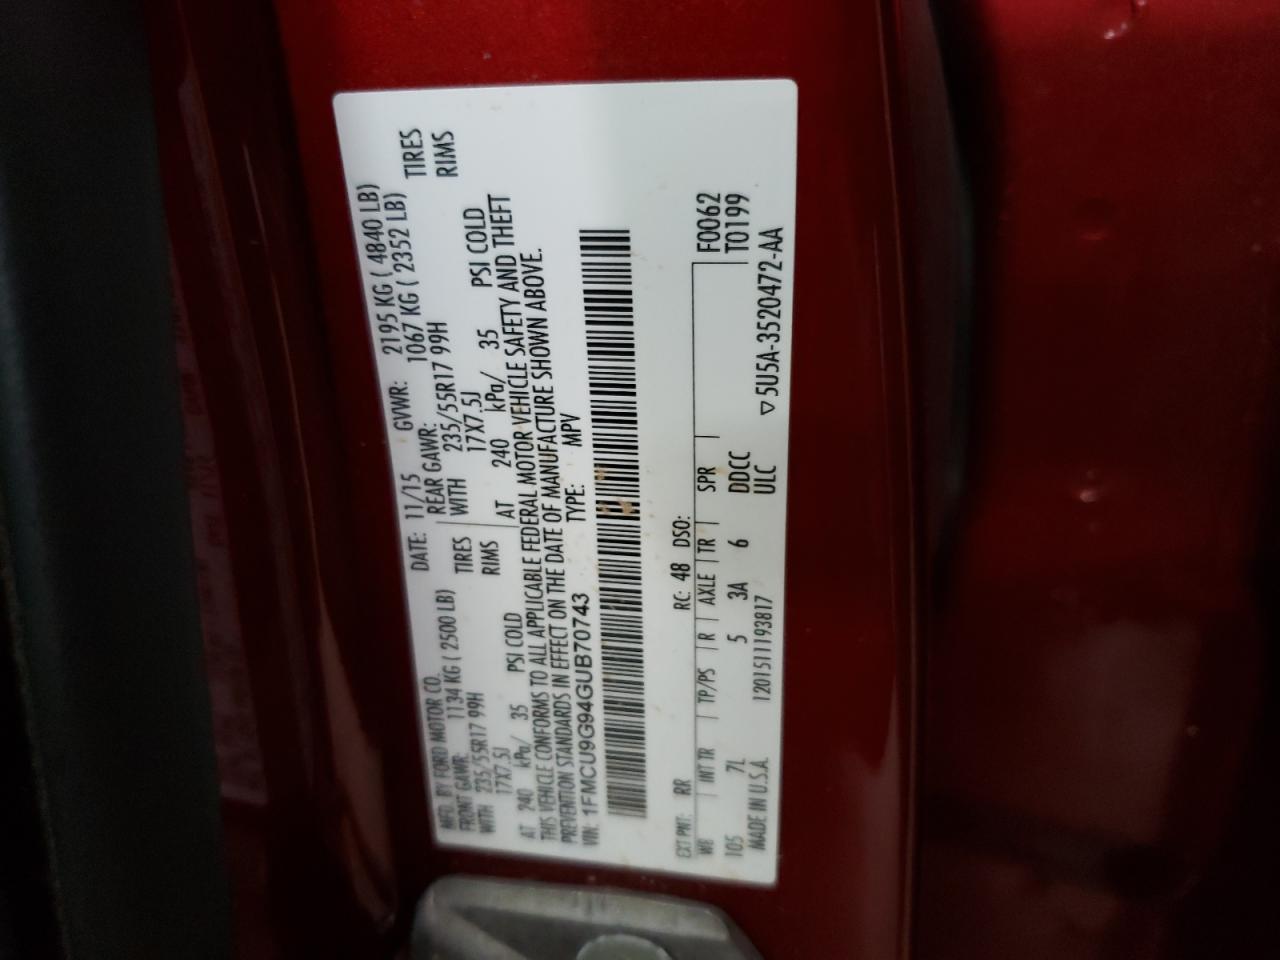 MFD. BY FORD MOTOR CO.
DATE: 11/15 GVWR: 2195 KG ( 4840 LB)
FRONT GAWR: 1134 KG ( 2500 LB) REAR GAWR: 1067 KG ( 2352 LB)
WITH 235/55R17 99H TIRES WITH 235/55R17 99H TIRES
17X7.5J RIMS 17X7.5J RIMS
AT 240 kPa/ 35 PSI COLD AT 240 kPa/ 35 PSI COLD
THIS VEHICLE CONFORMS TO ALL APPLICABLE FEDERAL MOTOR VEHICLE SAFETY AND THEFT
PREVENTION STANDARDS IN EFFECT ON THE DATE OF MANUFACTURE SHOWN ABOVE.
VIN: 1FMCU9G94GUB70743 TYPE: MPV
EXT PNT: RR RC: 48 DSO:
WB INT TR TP/PS R AXLE TR SPR F0062
105 7L 5 3A 6 DDCC T0199
MADE IN U.S.A. 1201511193817 ULC ▽5U5A-3520472-AA